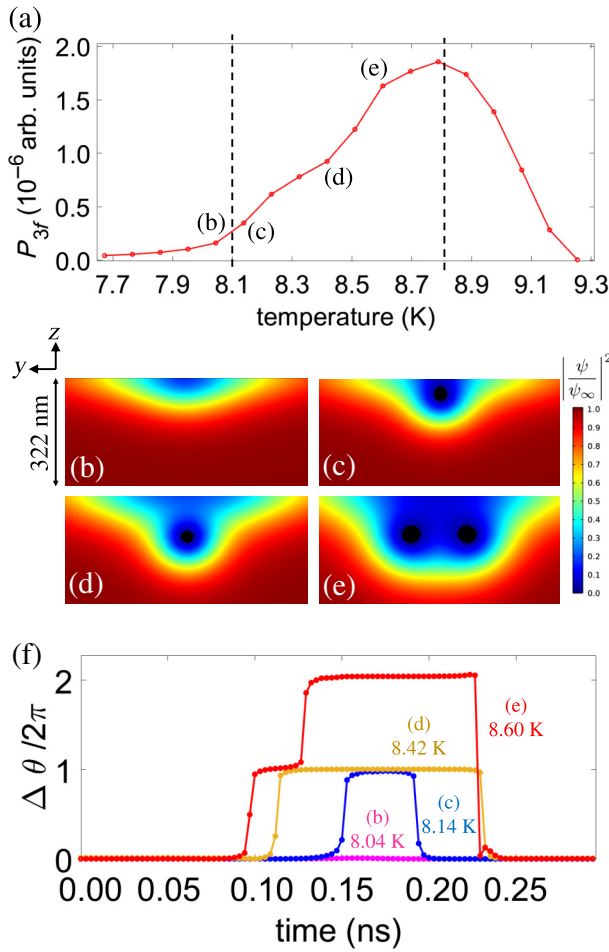 (a)
P3f (10−6 arb. units)
2.0
1.5
1.0
0.5
0.0
(b)
(c)
(d)
(e)
7.7 7.9 8.1 8.3 8.5 8.7 8.9 9.1 9.3
temperature (K)
z
y
322 nm
(b)
(c)
(d)
(e)
|ψ/ψ∞|2
1.0
0.9
0.8
0.7
0.6
0.5
0.4
0.3
0.2
0.1
0.0
(f)
Δ θ /2π
2
1
0
(e)
8.60 K
(d)
8.42 K
(b)
8.04 K
(c)
8.14 K
0.00 0.05 0.10 0.15 0.20 0.25
time (ns)